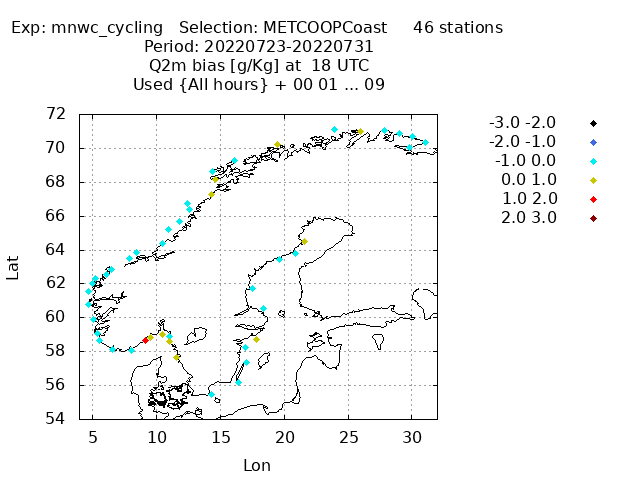 Exp: mnwc_cycling Selection: METCOOPCoast 46 stations
Period: 20220723-20220731
Q2m bias [g/Kg] at 18 UTC
Used {All hours} + 00 01 ... 09
72
70
68
66
64
62
60
58
56
54
5 10 15 20 25 30
Lat
Lon
-3.0 -2.0
-2.0 -1.0
-1.0 0.0
0.0 1.0
1.0 2.0
2.0 3.0